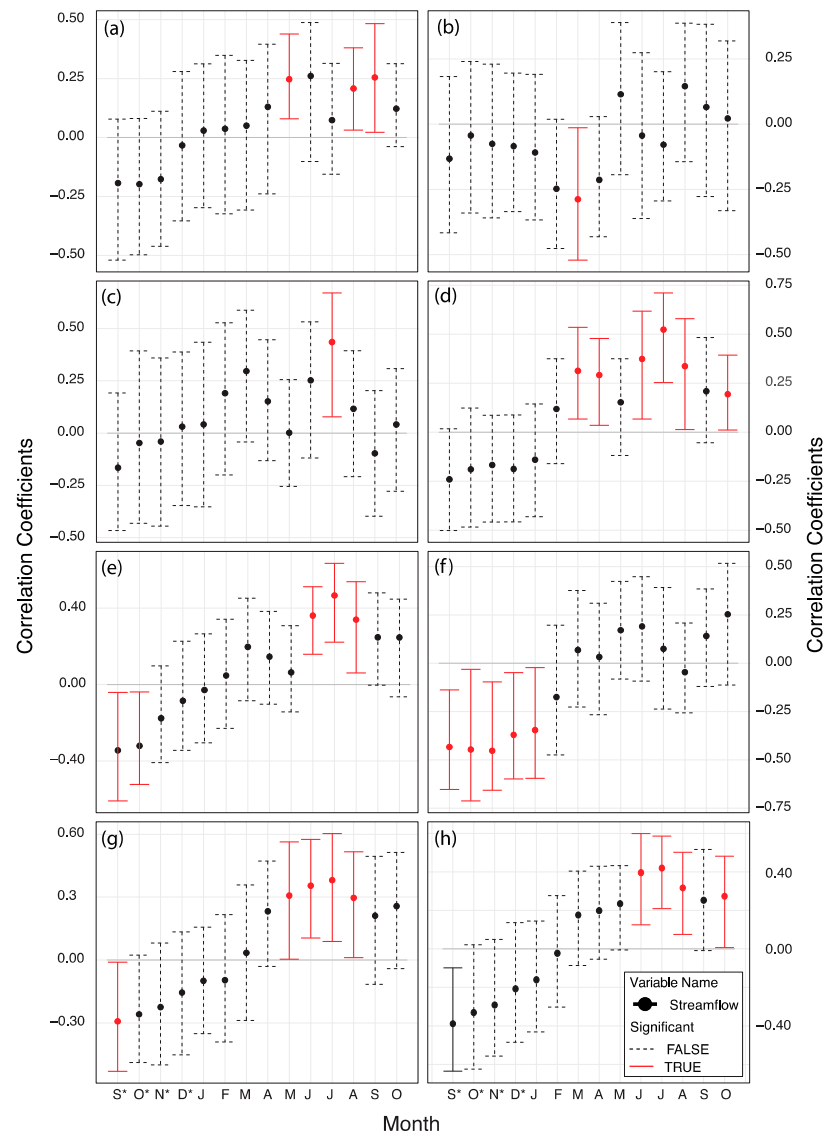 (a)
0.50
0.25
0.00
−0.25
−0.50
(b)
0.25
0.00
−0.25
−0.50
(c)
0.50
0.25
0.00
−0.25
−0.50
(d)
0.75
0.50
0.25
0.00
−0.25
−0.50
Correlation Coefficients
Correlation Coefficients
(e)
0.40
0.00
−0.40
(f)
0.50
0.25
0.00
−0.25
−0.50
−0.75
(g)
0.60
0.3
0.00
−0.30
(h)
0.40
0.00
−0.40
Variable Name
Streamflow
Significant
FALSE
TRUE
S* O* N* D* J F M A M J J A S O
S* O* N* D* J F M A M J J A S O
Month